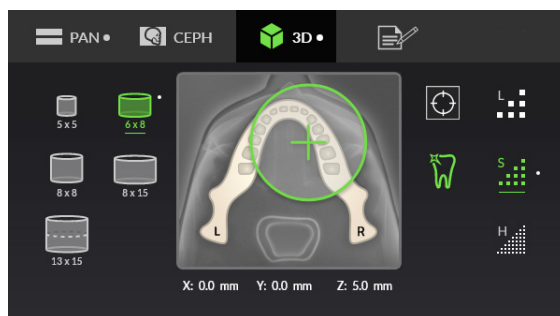 PAN
CEPH
3D
5 x 5
6 x 8
8 x 8
8 x 15
13 x 15
L
R
X: 0.0 mm Y: 0.0 mm Z: 5.0 mm
L
S
H